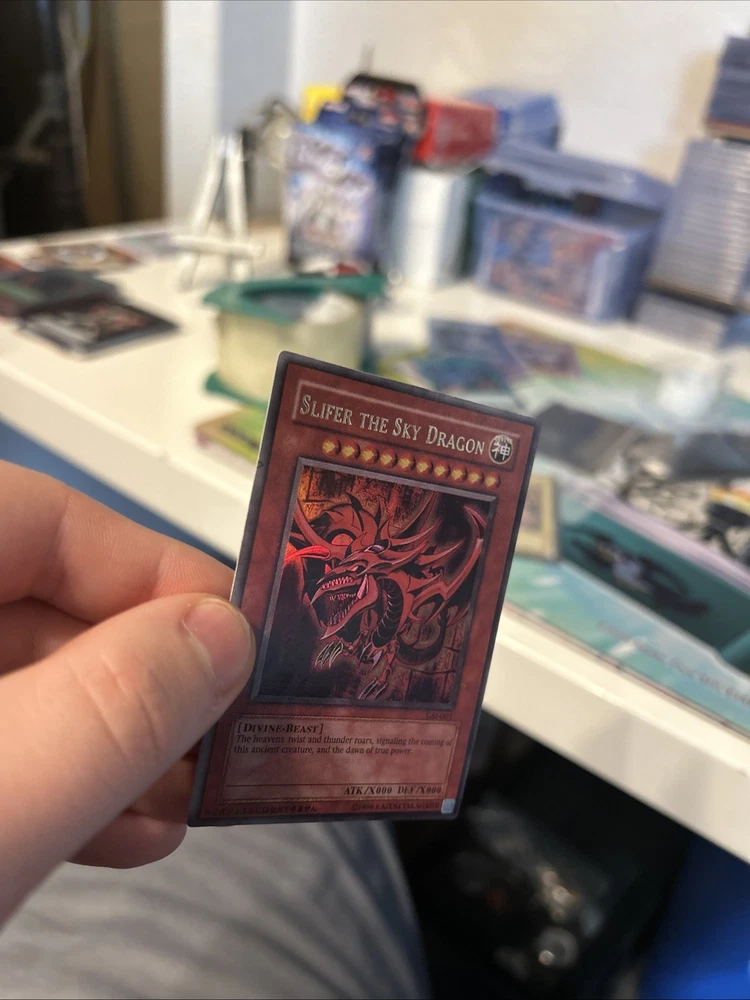 SLIFER THE SKY DRAGON
神
[DIVINE-BEAST]
The heavens twist and thunder roars, signaling the coming of
this ancient creature, and the dawn of true power.
ATK/X000 DEF/X000